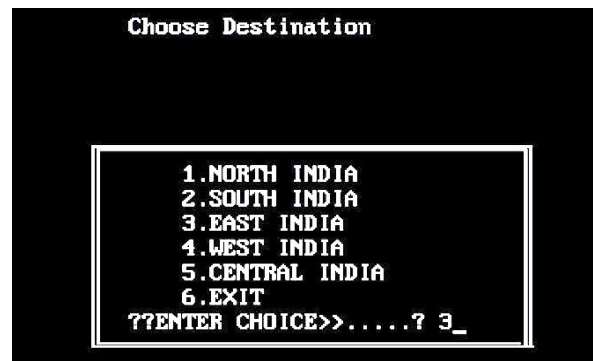 Choose Destination
1.NORTH INDIA
2.SOUTH INDIA
3.EAST INDIA
4.WEST INDIA
5.CENTRAL INDIA
6.EXIT
??ENTER CHOICE>>.....? 3_